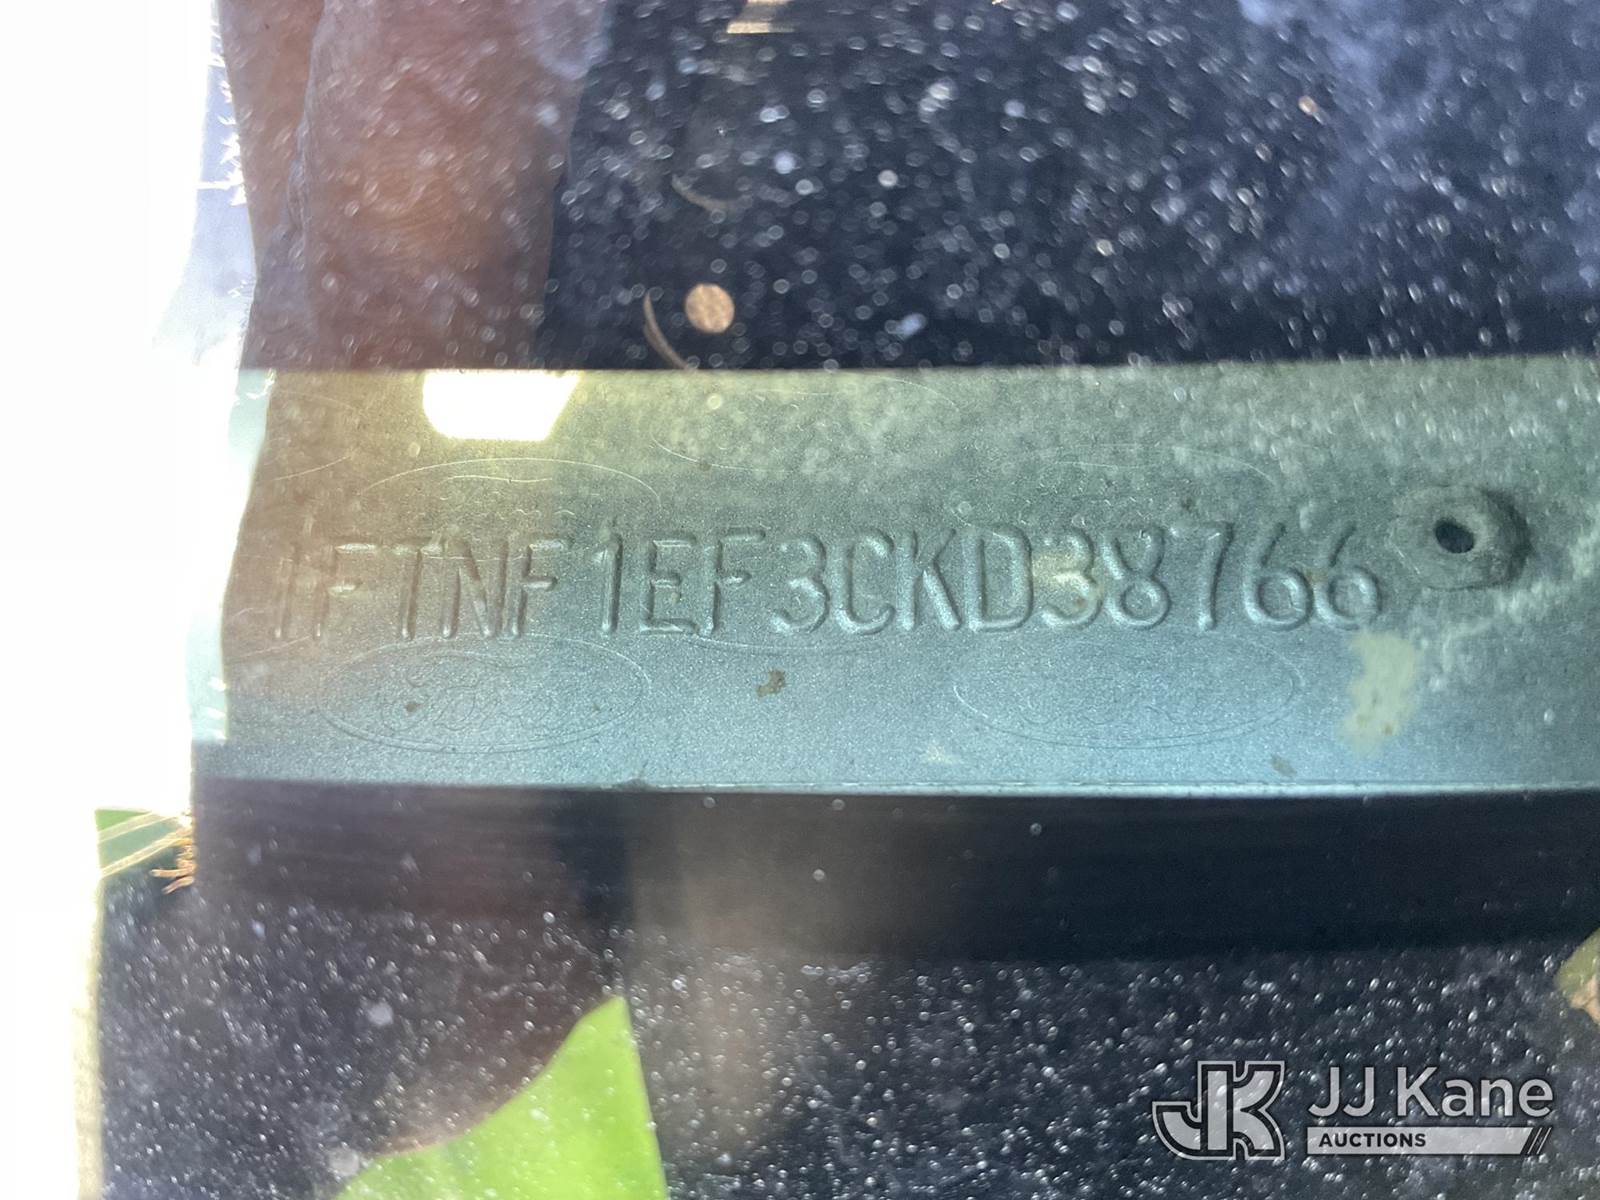 1FTNF1EF3CKD38766
JJ Kane
AUCTIONS